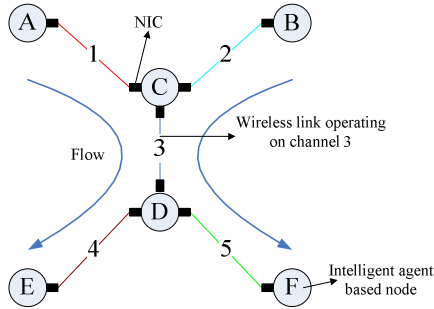 A
NIC
B
1
2
C
Wireless link operating
on channel 3
3
Flow
D
4
5
Intelligent agent
based node
E
F